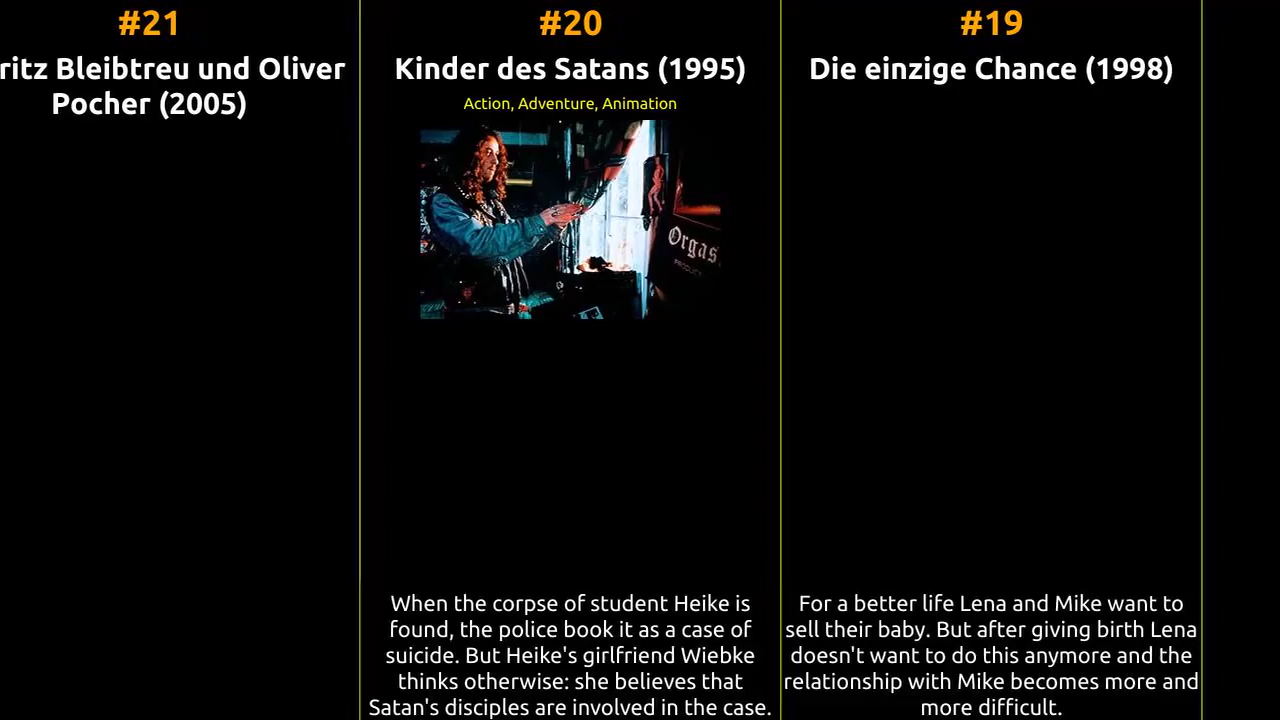 #21
ritz Bleibtreu und Oliver
Pocher (2005)
#20
Kinder des Satans (1995)
Action, Adventure, Animation
Orgas
PRODUCT
When the corpse of student Heike is
found, the police book it as a case of
suicide. But Heike's girlfriend Wiebke
thinks otherwise: she believes that
Satan's disciples are involved in the case.
#19
Die einzige Chance (1998)
For a better life Lena and Mike want to
sell their baby. But after giving birth Lena
doesn't want to do this anymore and the
relationship with Mike becomes more and
more difficult.